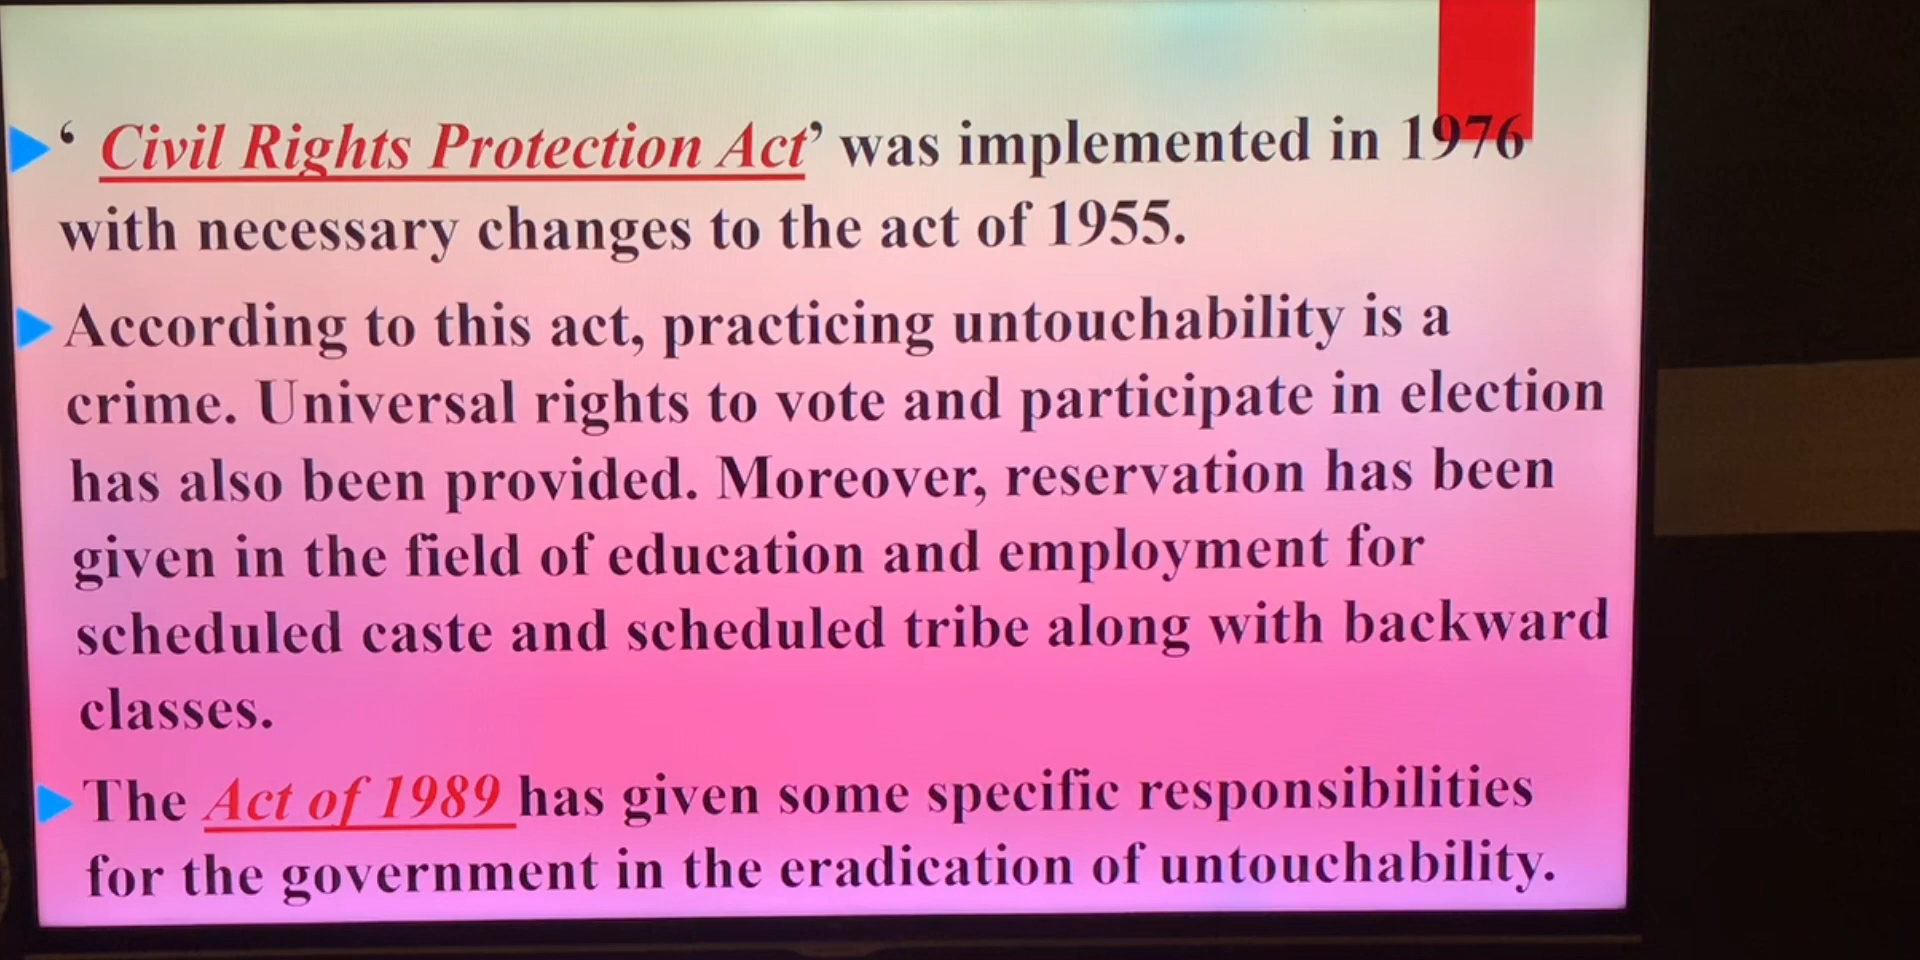 ‘ Civil Rights Protection Act’ was implemented in 1976
with necessary changes to the act of 1955.
According to this act, practicing untouchability is a
crime. Universal rights to vote and participate in election
has also been provided. Moreover, reservation has been
given in the field of education and employment for
scheduled caste and scheduled tribe along with backward
classes.
The Act of 1989 has given some specific responsibilities
for the government in the eradication of untouchability.